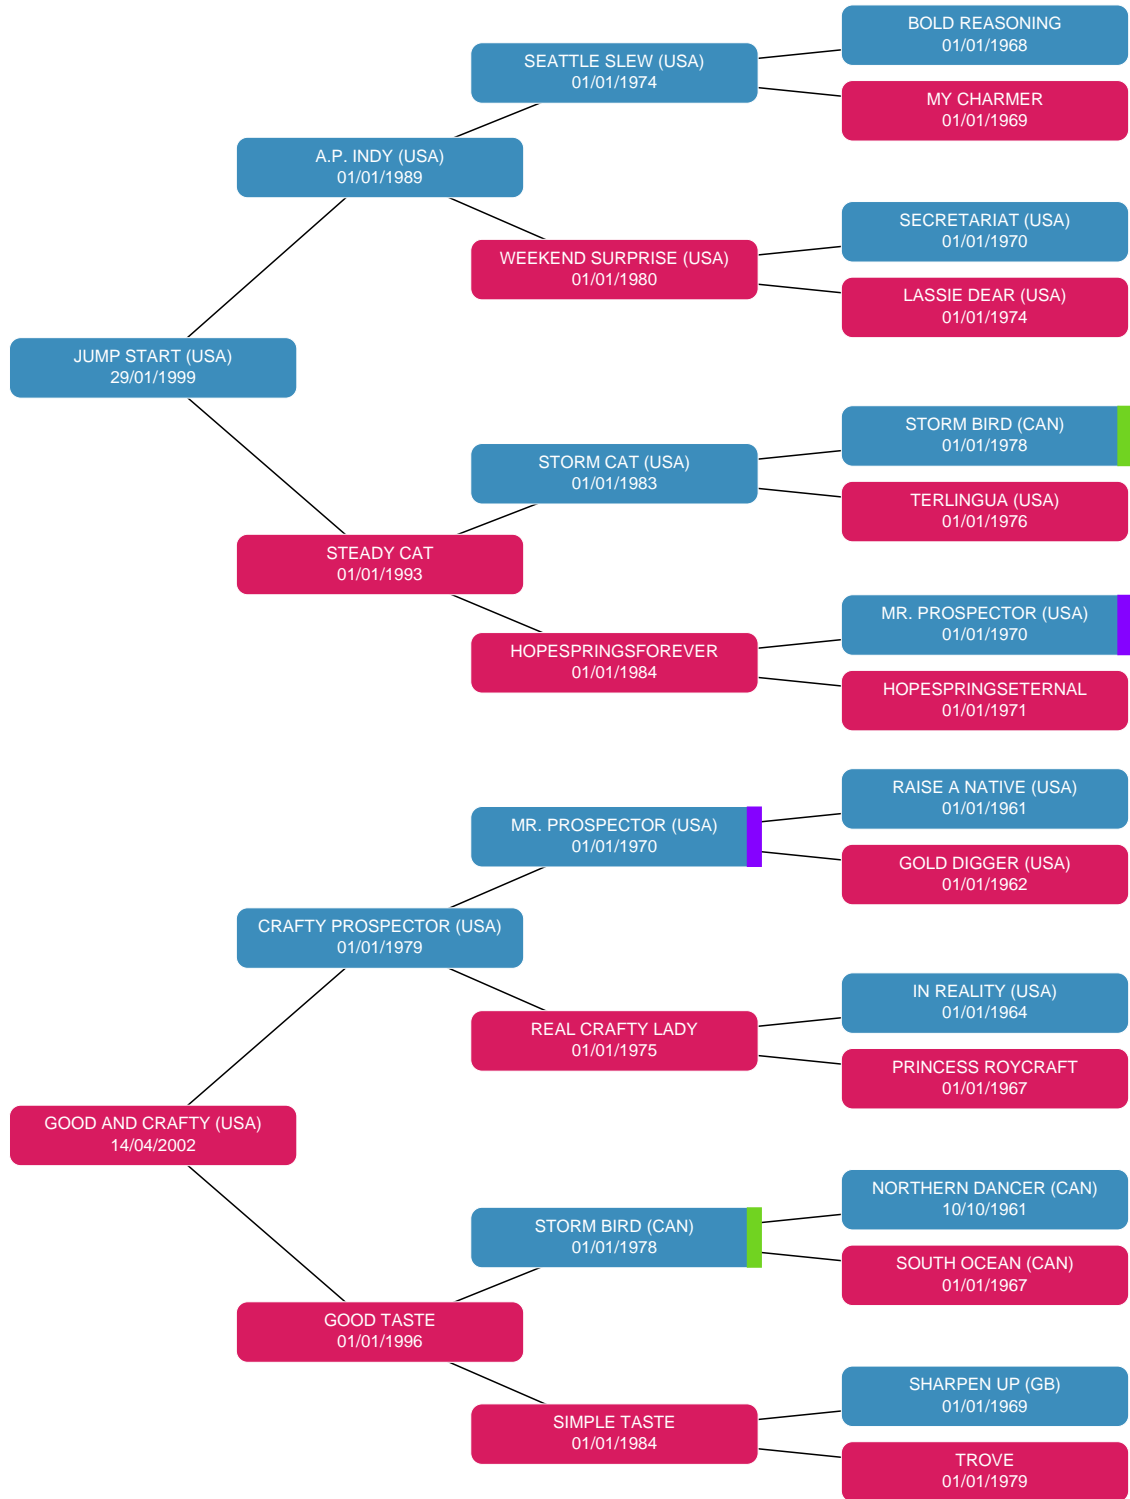 BOLD REASONING
01/01/1968
SEATTLE SLEW (USA)
01/01/1974
MY CHARMER
01/01/1969
A.P. INDY (USA)
01/01/1989
SECRETARIAT (USA)
01/01/1970
WEEKEND SURPRISE (USA)
01/01/1980
LASSIE DEAR (USA)
01/01/1974
JUMP START (USA)
29/01/1999
STORM BIRD (CAN)
01/01/1978
STORM CAT (USA)
01/01/1983
TERLINGUA (USA)
01/01/1976
STEADY CAT
01/01/1993
MR. PROSPECTOR (USA)
01/01/1970
HOPESPRINGSFOREVER
01/01/1984
HOPESPRINGSETERNAL
01/01/1971
RAISE A NATIVE (USA)
01/01/1961
MR. PROSPECTOR (USA)
01/01/1970
GOLD DIGGER (USA)
01/01/1962
CRAFTY PROSPECTOR (USA)
01/01/1979
IN REALITY (USA)
01/01/1964
REAL CRAFTY LADY
01/01/1975
PRINCESS ROYCRAFT
01/01/1967
GOOD AND CRAFTY (USA)
14/04/2002
NORTHERN DANCER (CAN)
10/10/1961
STORM BIRD (CAN)
01/01/1978
SOUTH OCEAN (CAN)
01/01/1967
GOOD TASTE
01/01/1996
SHARPEN UP (GB)
01/01/1969
SIMPLE TASTE
01/01/1984
TROVE
01/01/1979